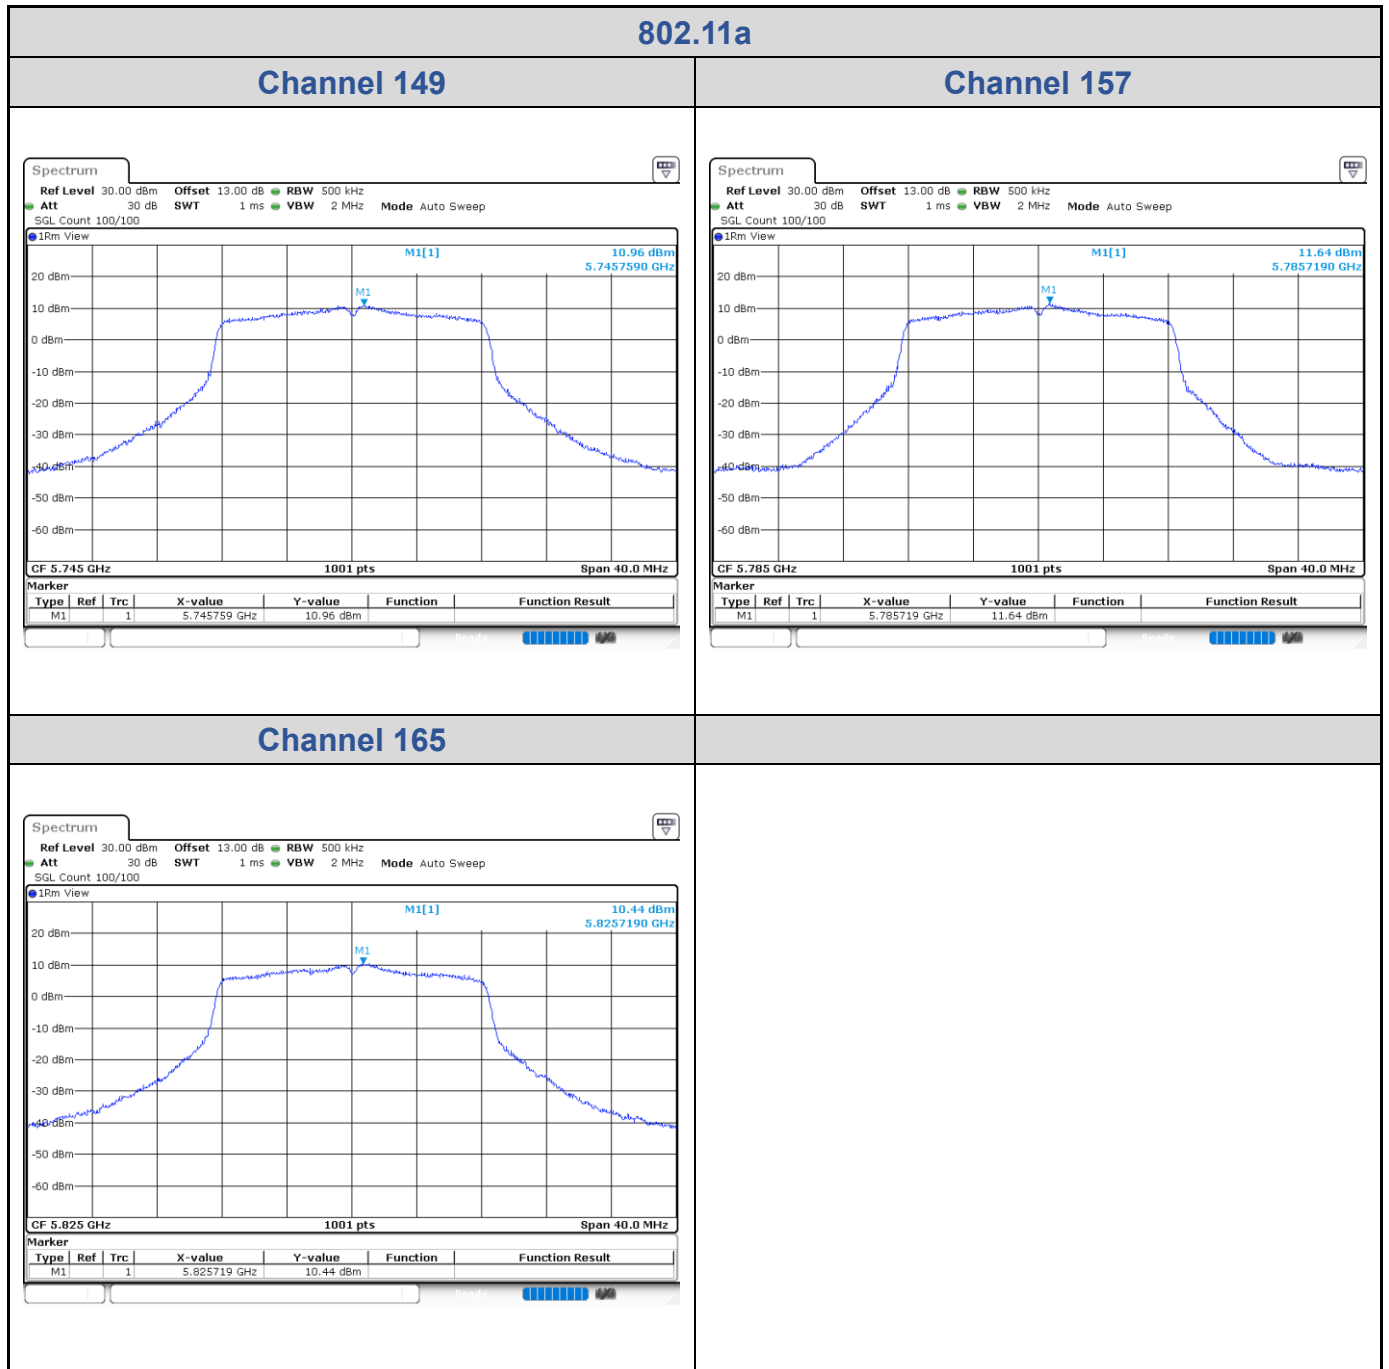 802.11a
Channel 149
Spectrum
Ref Level 30.00 dBm Offset 13.00 dB RBW 500 kHz
Att 30 dB SWT 1 ms VBW 2 MHz Mode Auto Sweep
SGL Count 100/100
1Rm View
M1[1] 10.96 dBm
5.7457590 GHz
20 dBm
M1
10 dBm
0 dBm
-10 dBm
-20 dBm
-30 dBm
-40 dBm
-50 dBm
-60 dBm
CF 5.745 GHz 1001 pts Span 40.0 MHz
Marker
Type Ref Trc X-value Y-value Function Function Result
M1 1 5.745759 GHz 10.96 dBm
Channel 157
Spectrum
Ref Level 30.00 dBm Offset 13.00 dB RBW 500 kHz
Att 30 dB SWT 1 ms VBW 2 MHz Mode Auto Sweep
SGL Count 100/100
1Rm View
M1[1] 11.64 dBm
5.7857190 GHz
20 dBm
M1
10 dBm
0 dBm
-10 dBm
-20 dBm
-30 dBm
-40 dBm
-50 dBm
-60 dBm
CF 5.785 GHz 1001 pts Span 40.0 MHz
Marker
Type Ref Trc X-value Y-value Function Function Result
M1 1 5.785719 GHz 11.64 dBm
Channel 165
Spectrum
Ref Level 30.00 dBm Offset 13.00 dB RBW 500 kHz
Att 30 dB SWT 1 ms VBW 2 MHz Mode Auto Sweep
SGL Count 100/100
1Rm View
M1[1] 10.44 dBm
5.8257190 GHz
20 dBm
M1
10 dBm
0 dBm
-10 dBm
-20 dBm
-30 dBm
-40 dBm
-50 dBm
-60 dBm
CF 5.825 GHz 1001 pts Span 40.0 MHz
Marker
Type Ref Trc X-value Y-value Function Function Result
M1 1 5.825719 GHz 10.44 dBm